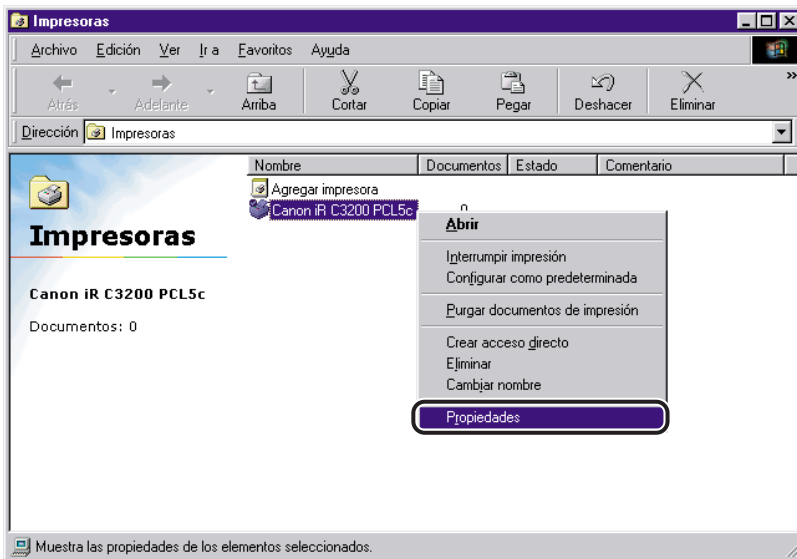 Impresoras
Archivo Edición Ver Ir a Favoritos Ayuda
Atrás Adelante Arriba Cortar Copiar Pegar Deshacer Eliminar »
Dirección Impresoras
Nombre Documentos Estado Comentario
Agregar impresora
Canon iR C3200 PCL5c 0
Impresoras
Canon iR C3200 PCL5c
Documentos: 0
Abrir
Interrumpir impresión
Configurar como predeterminada
Purgar documentos de impresión
Crear acceso directo
Eliminar
Cambiar nombre
Propiedades
Muestra las propiedades de los elementos seleccionados.